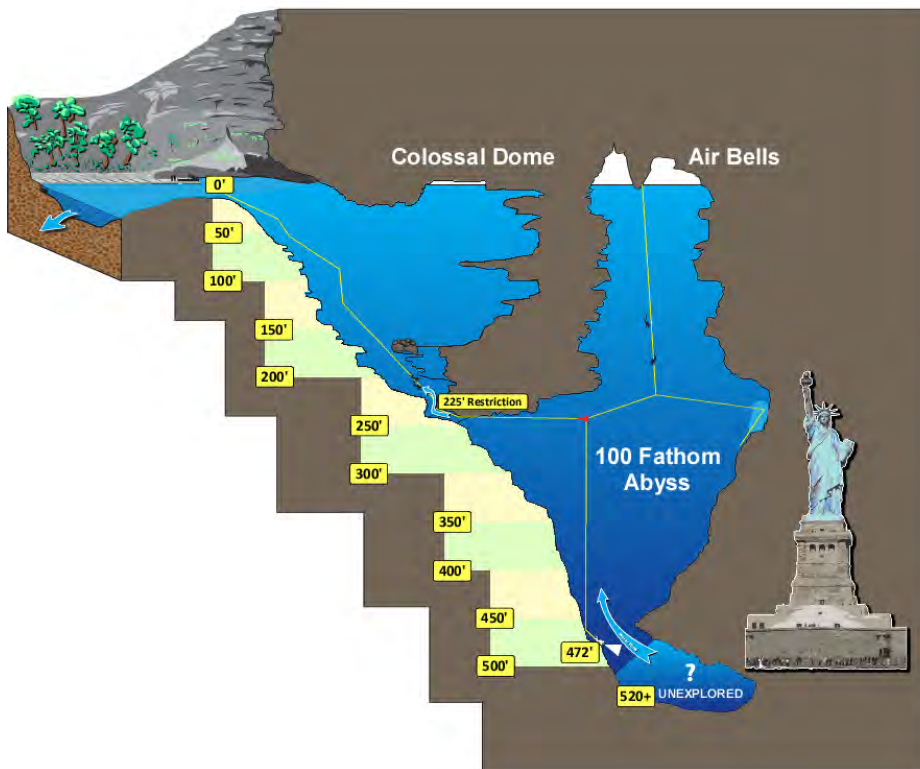 Colossal Dome
Air Bells
0'
50'
100'
150'
200'
225' Restriction
250'
100 Fathom
Abyss
300'
350'
400'
450'
472'
500'
?
520+ UNEXPLORED